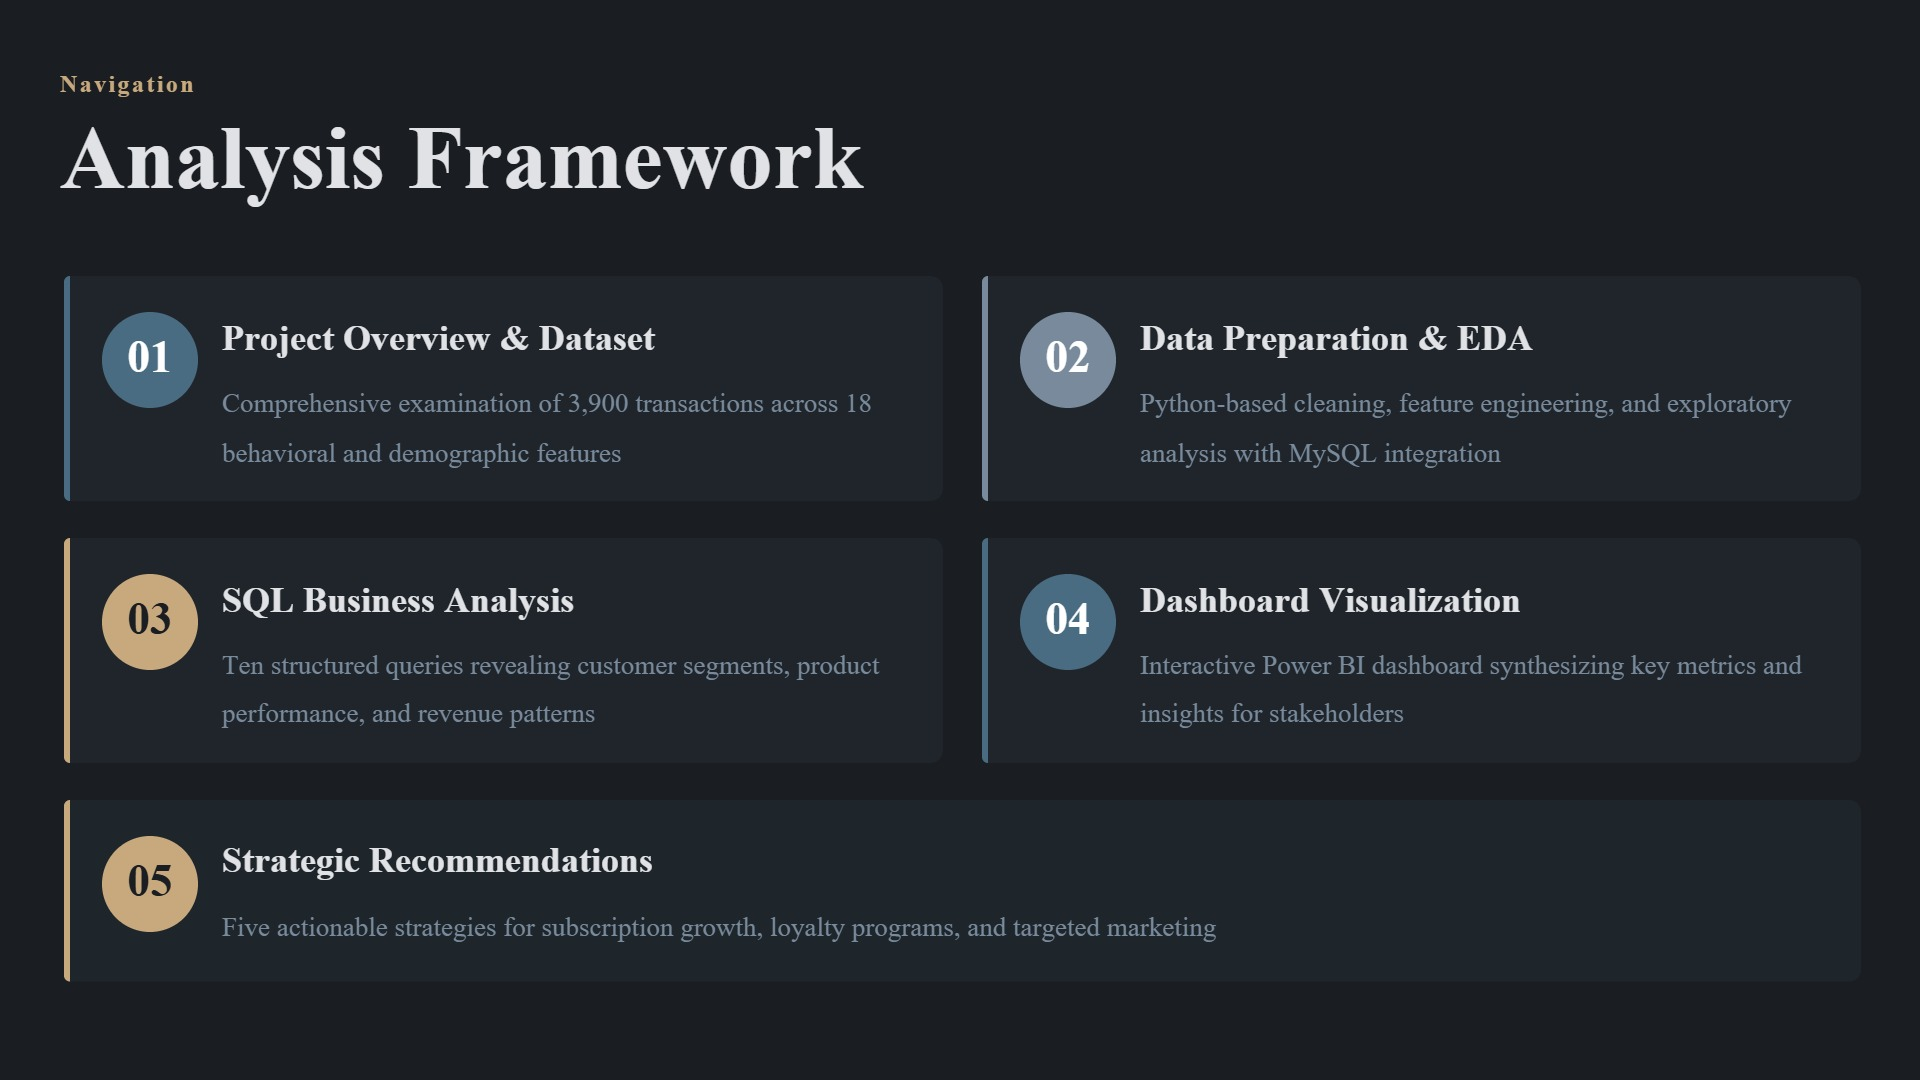 Navigation
Analysis Framework
01
Project Overview & Dataset
Comprehensive examination of 3,900 transactions across 18
behavioral and demographic features
02
Data Preparation & EDA
Python-based cleaning, feature engineering, and exploratory
analysis with MySQL integration
03
SQL Business Analysis
Ten structured queries revealing customer segments, product
performance, and revenue patterns
04
Dashboard Visualization
Interactive Power BI dashboard synthesizing key metrics and
insights for stakeholders
05
Strategic Recommendations
Five actionable strategies for subscription growth, loyalty programs, and targeted marketing